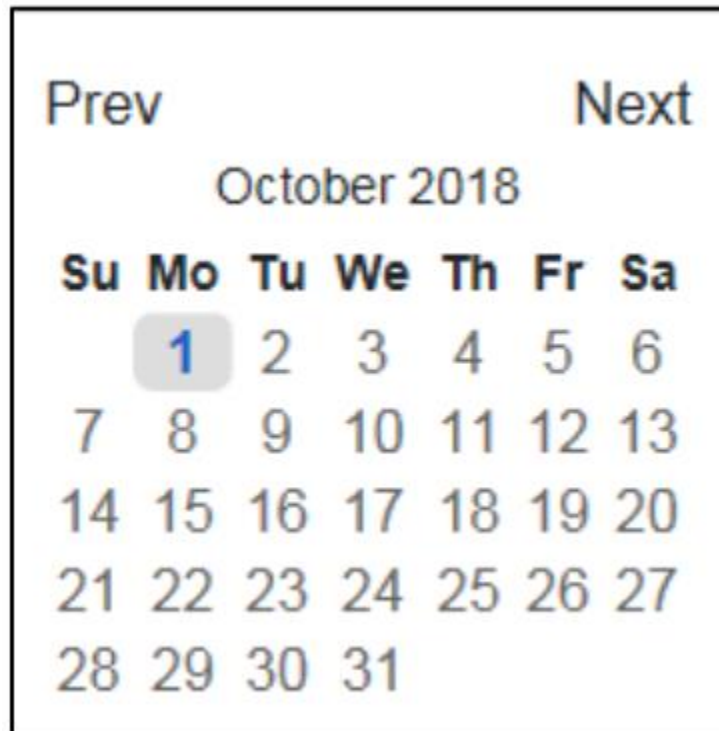 Prev Next
October 2018
Su Mo Tu We Th Fr Sa
1 2 3 4 5 6
7 8 9 10 11 12 13
14 15 16 17 18 19 20
21 22 23 24 25 26 27
28 29 30 31